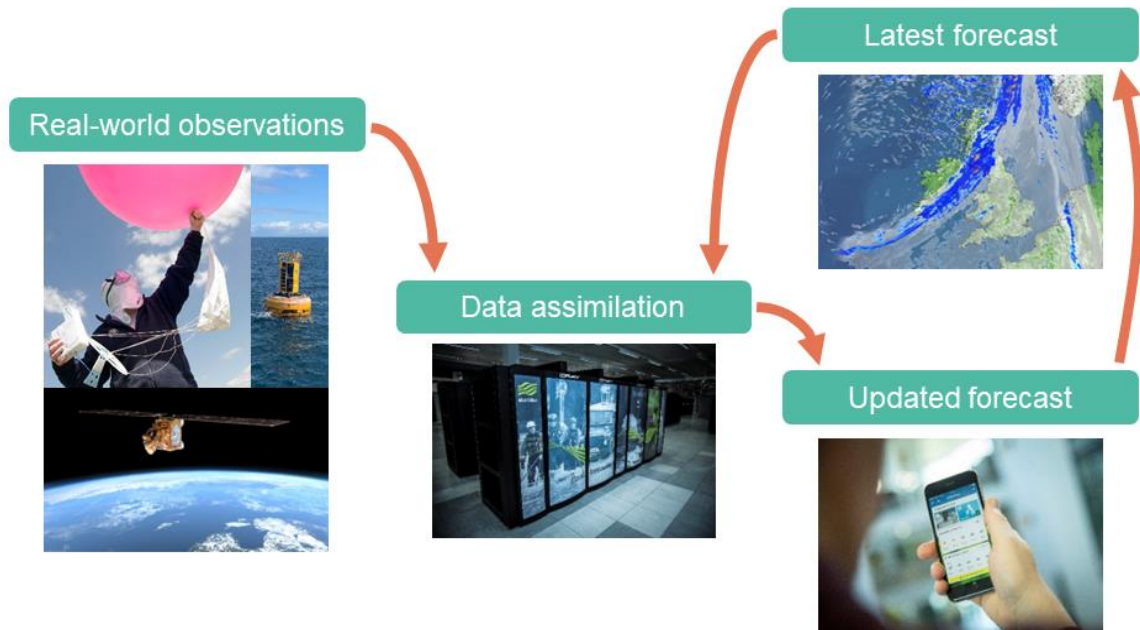 Latest forecast
Real-world observations
Data assimilation
Updated forecast